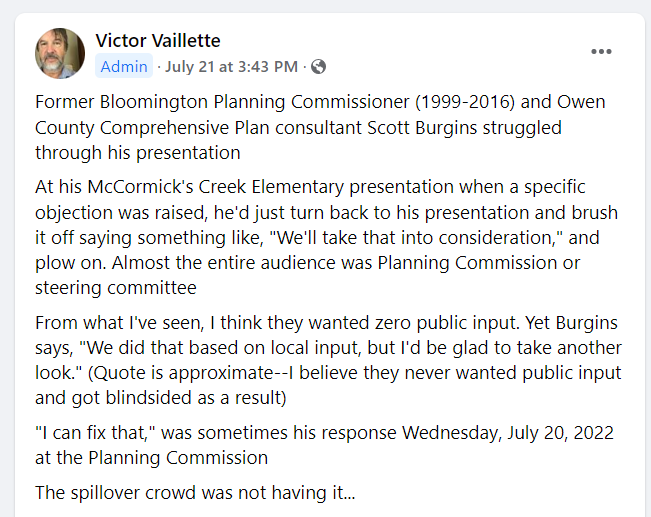 Victor Vaillette
Admin · July 21 at 3:43 PM ·
Former Bloomington Planning Commissioner (1999-2016) and Owen
County Comprehensive Plan consultant Scott Burgins struggled
through his presentation
At his McCormick's Creek Elementary presentation when a specific
objection was raised, he'd just turn back to his presentation and brush
it off saying something like, "We'll take that into consideration," and
plow on. Almost the entire audience was Planning Commission or
steering committee
From what I've seen, I think they wanted zero public input. Yet Burgins
says, "We did that based on local input, but I'd be glad to take another
look." (Quote is approximate--I believe they never wanted public input
and got blindsided as a result)
"I can fix that," was sometimes his response Wednesday, July 20, 2022
at the Planning Commission
The spillover crowd was not having it...